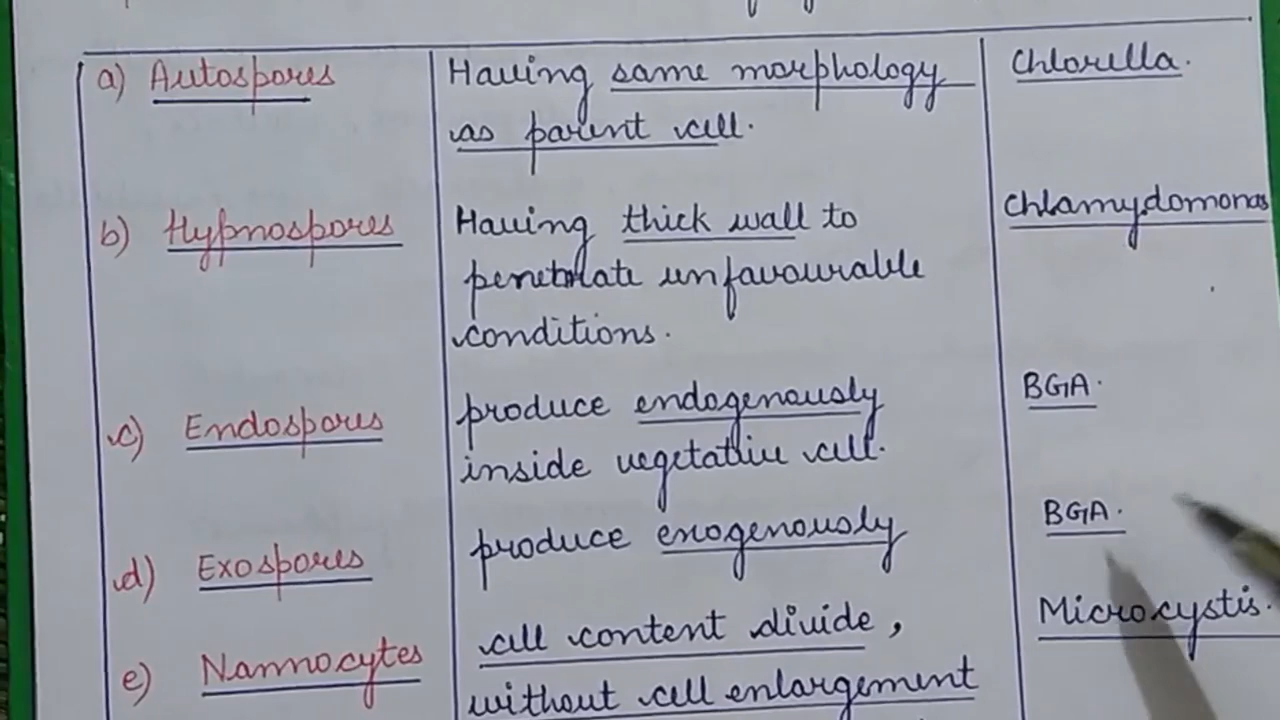 a) Autospores Having same morphology Chlorella.
as parent cell.
b) Hypnospores Having thick wall to Chlamydomonas
penetrate unfavourable
conditions.
c) Endospores produce endogenously BGA.
inside vegetative cell.
d) Exospores produce exogenously BGA.
e) Nannocytes cell content divide, Microcystis.
without cell enlargement